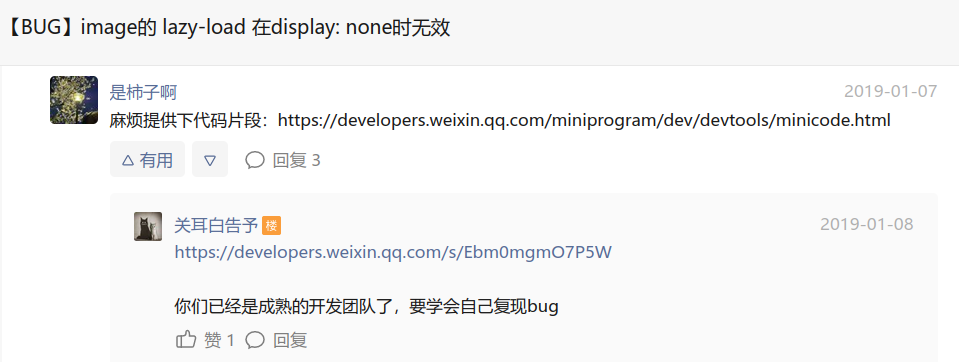 【BUG】image的 lazy-load 在display: none时无效
是柿子啊
2019-01-07
麻烦提供下代码片段：https://developers.weixin.qq.com/miniprogram/dev/devtools/minicode.html
有用
回复 3
关耳白告予 楼
2019-01-08
https://developers.weixin.qq.com/s/Ebm0mgmO7P5W
你们已经是成熟的开发团队了，要学会自己复现bug
赞 1 回复